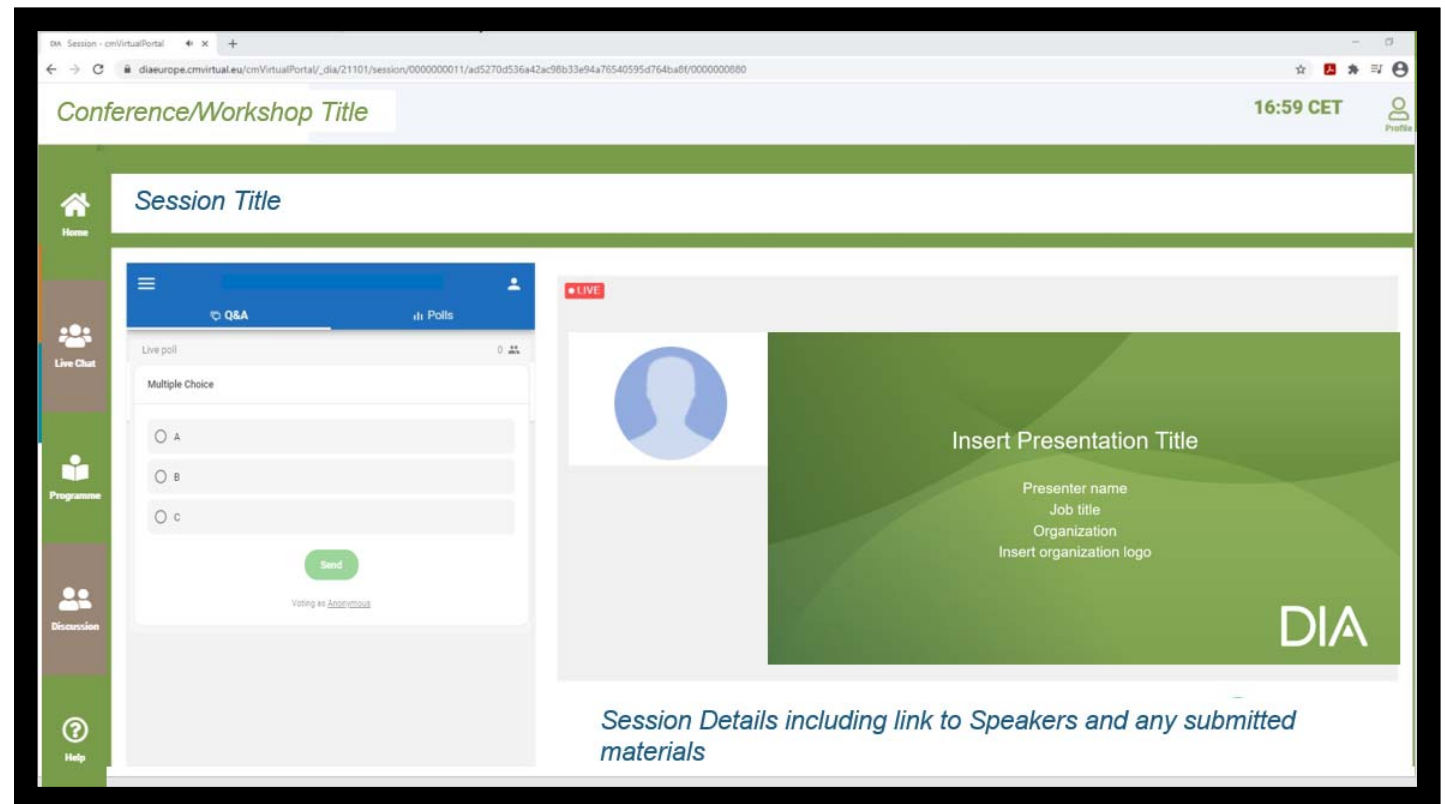 DIA Session - cmVirtualPortal
diaeurope.cmvirtual.eu/cmVirtualPortal/_dia/21101/session/0000000011/ad5270d536a42ac98b33e94a76540595d764ba8f/0000000880
Conference/Workshop Title
16:59 CET
Profile
Session Title
Home
Live Chat
Programme
Discussion
Help
Q&A
Polls
Live poll
0
Multiple Choice
A
B
C
Send
Voting as Anonymous
LIVE
Insert Presentation Title
Presenter name
Job title
Organization
Insert organization logo
DIA
Session Details including link to Speakers and any submitted
materials